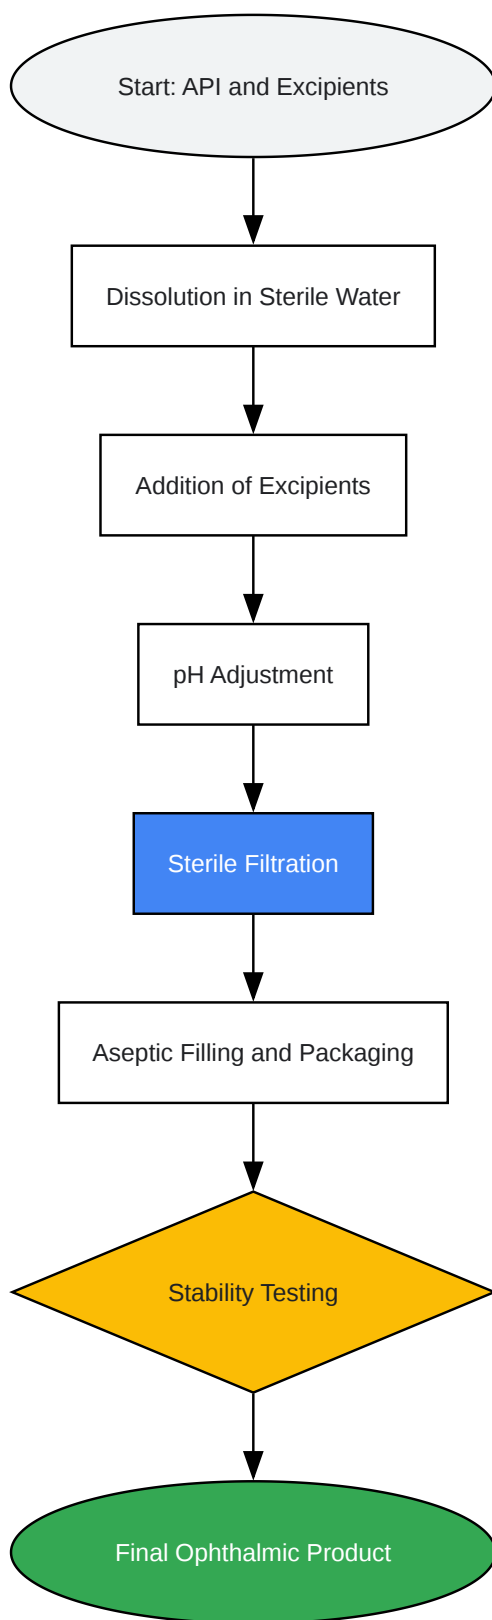 Start: API and Excipients
Dissolution in Sterile Water
Addition of Excipients
pH Adjustment
Sterile Filtration
Aseptic Filling and Packaging
Stability Testing
Final Ophthalmic Product